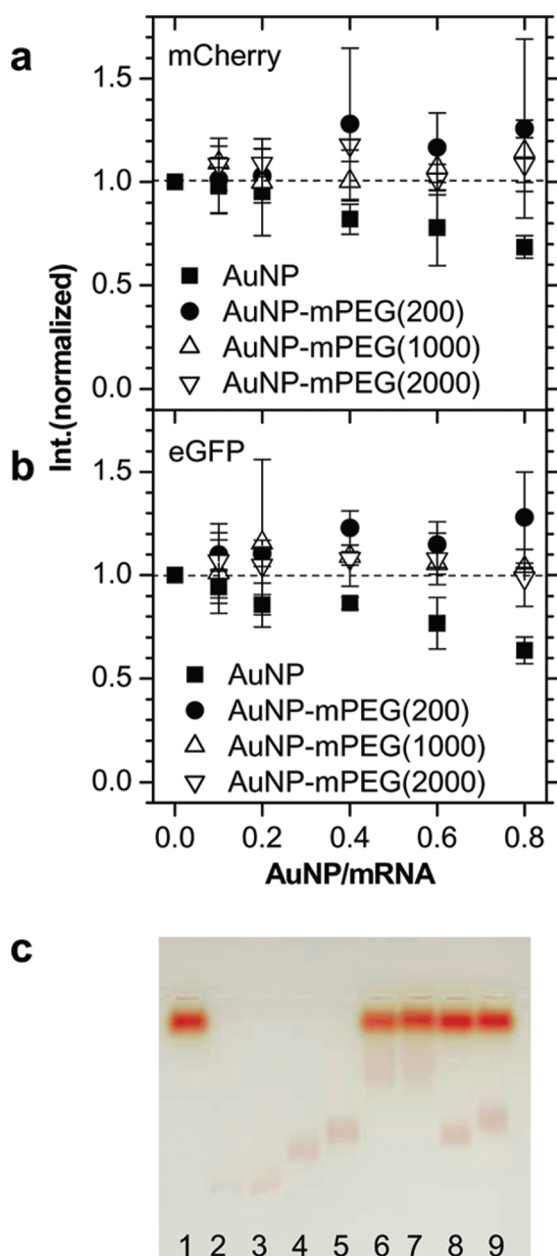 a
mCherry
1.5
1.0
0.5
0.0
AuNP
AuNP-mPEG(200)
AuNP-mPEG(1000)
AuNP-mPEG(2000)
Int.(normalized)
b
eGFP
1.5
1.0
0.5
0.0
AuNP
AuNP-mPEG(200)
AuNP-mPEG(1000)
AuNP-mPEG(2000)
0.0 0.2 0.4 0.6 0.8
AuNP/mRNA
c
1 2 3 4 5 6 7 8 9